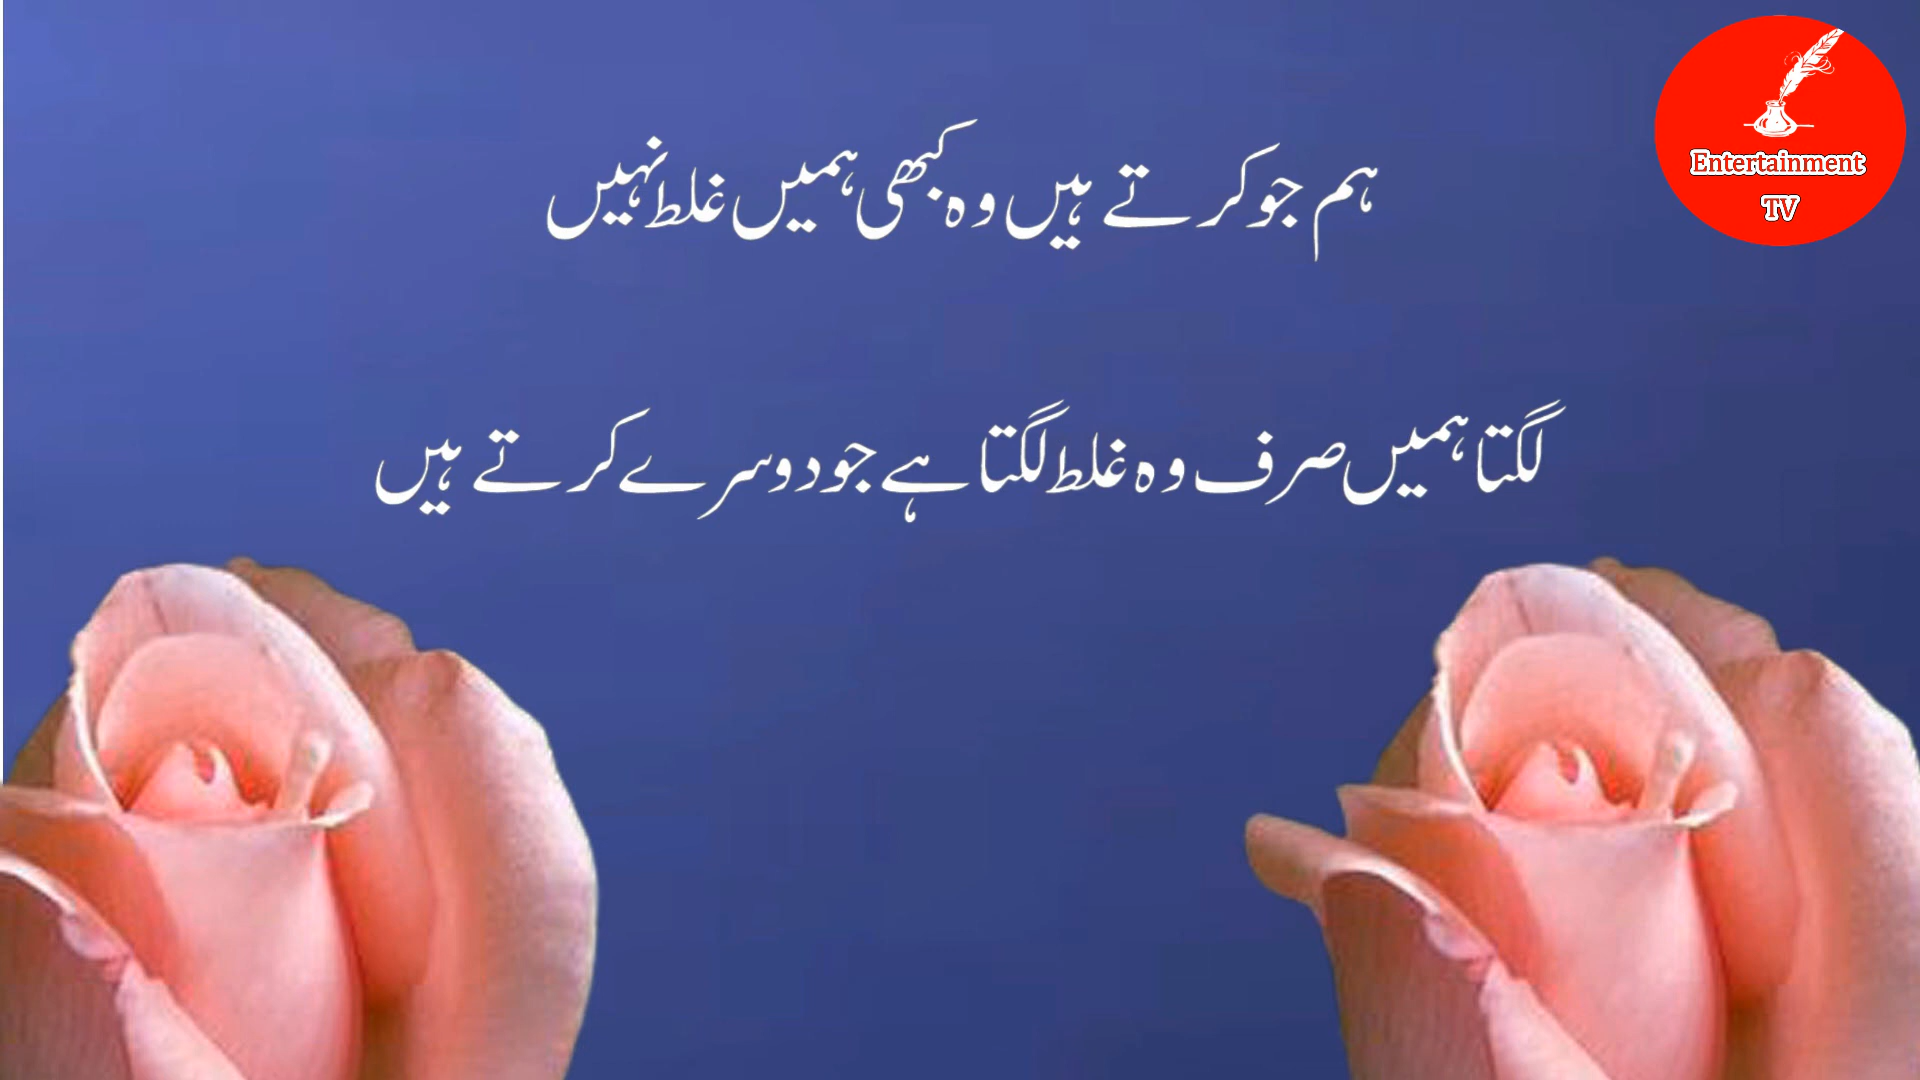 ہم جو کرتے ہیں وہ کبھی ہمیں غلط نہیں
لگتا ہمیں صرف وہ غلط لگتا ہے جو دوسرے کرتے ہیں
Entertainment
TV